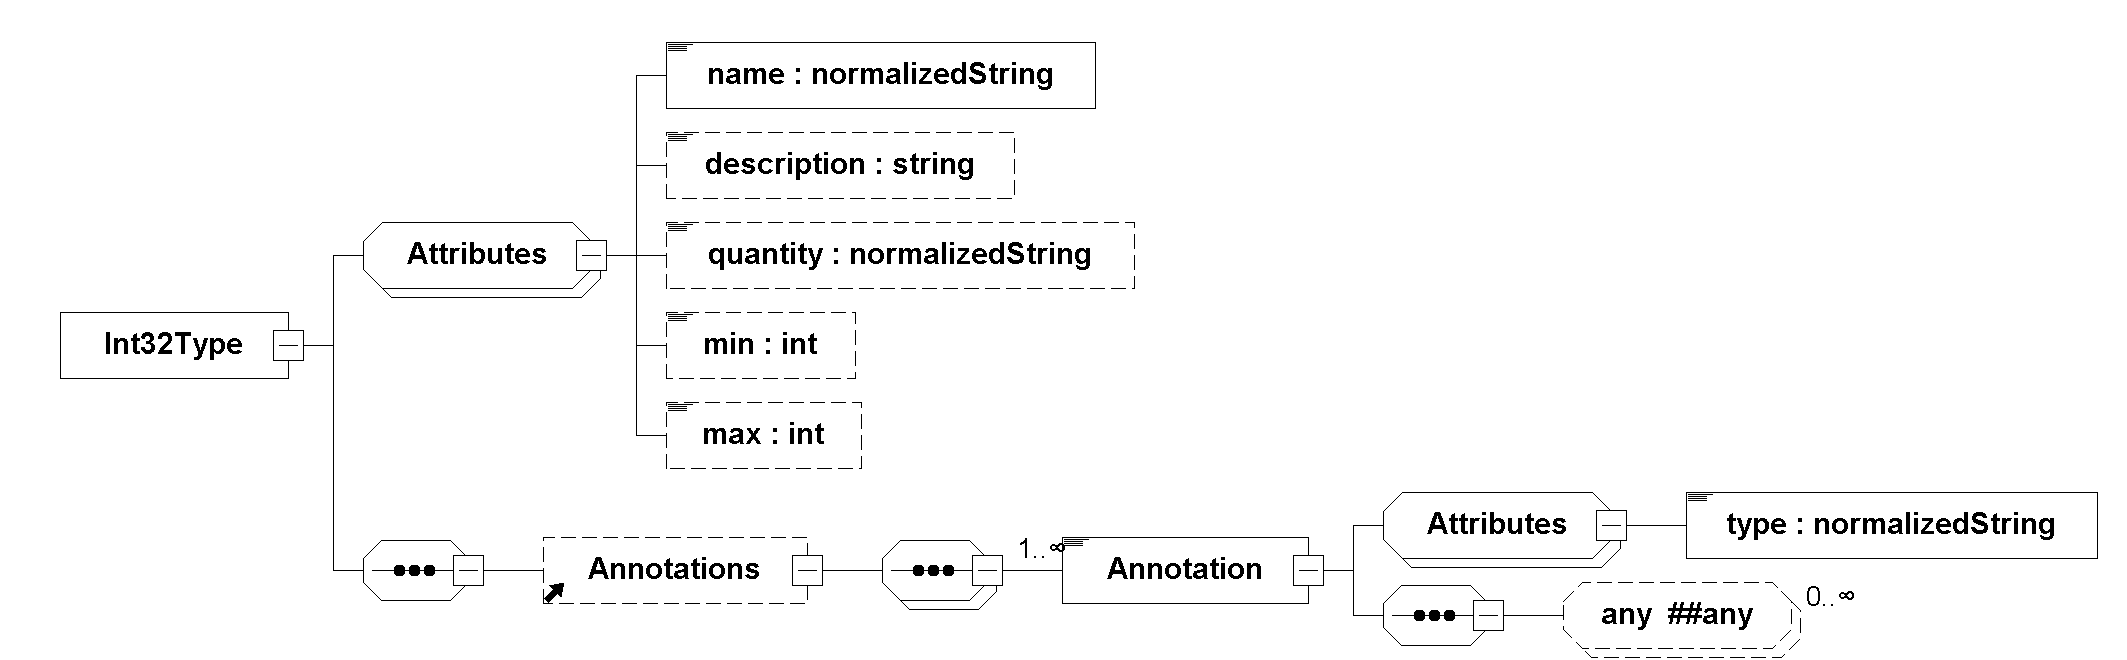 name : normalizedString
description : string
Attributes
quantity : normalizedString
Int32Type
min : int
max : int
Attributes
type : normalizedString
Annotations
1..∞
Annotation
any ##any
0..∞